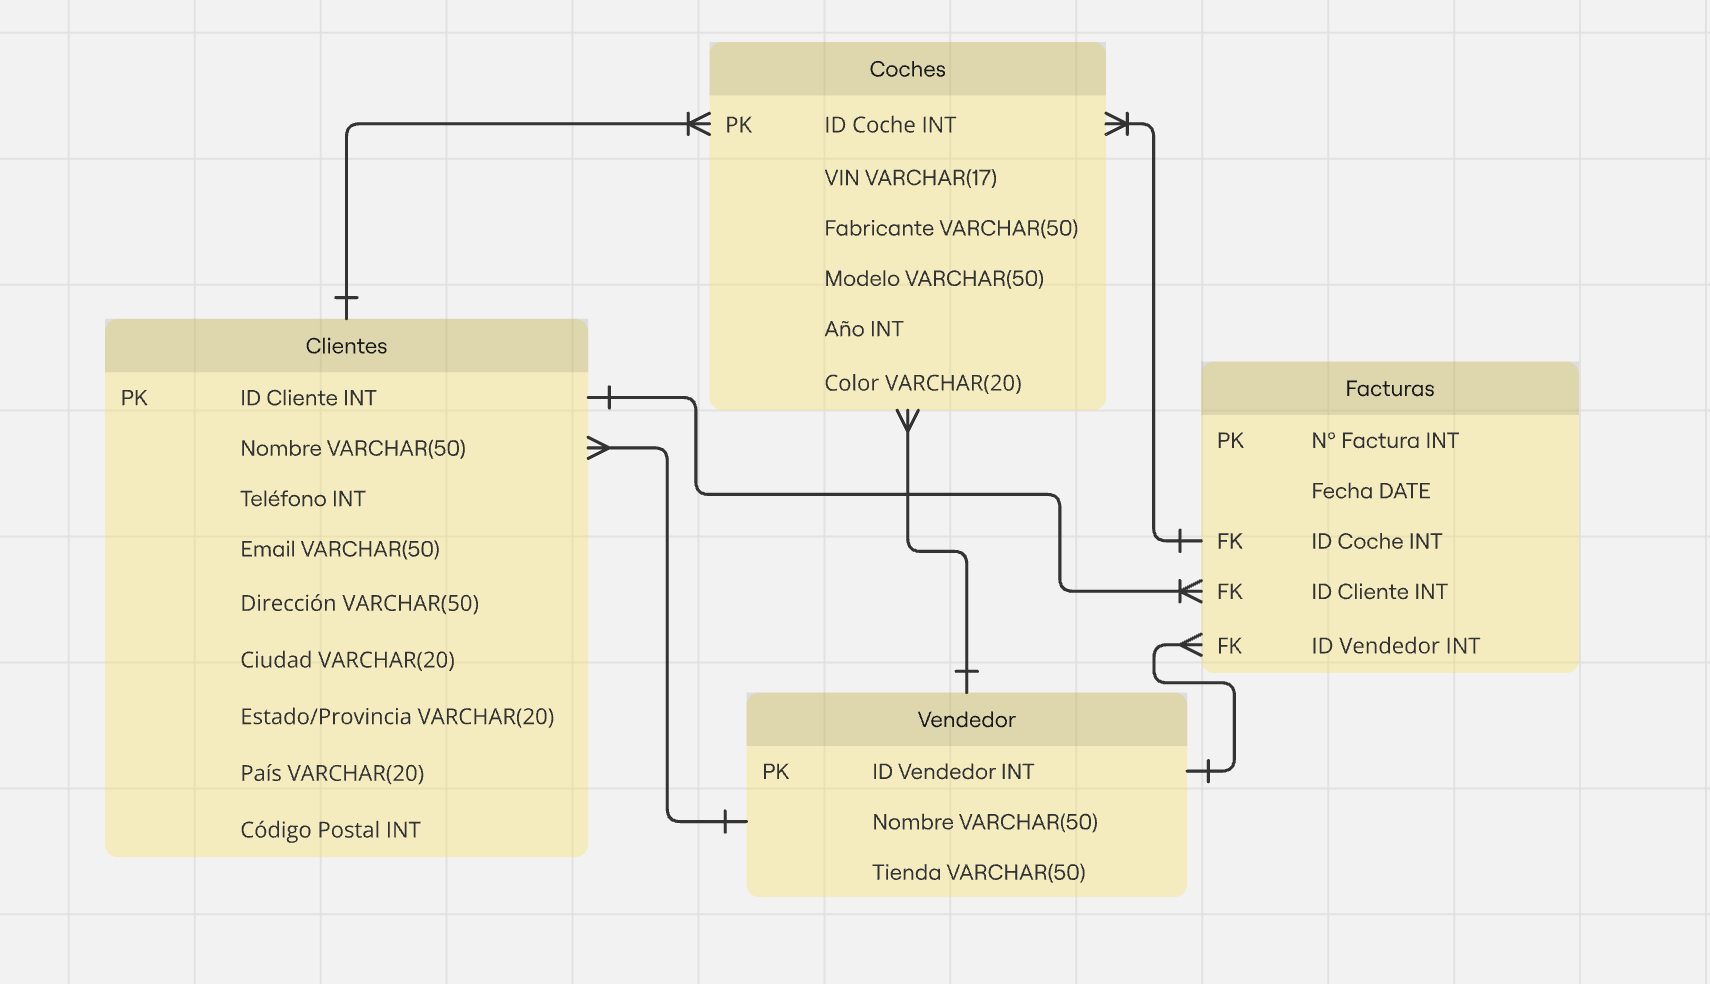 Coches
PK ID Coche INT
VIN VARCHAR(17)
Fabricante VARCHAR(50)
Modelo VARCHAR(50)
Año INT
Color VARCHAR(20)
Clientes
PK ID Cliente INT
Nombre VARCHAR(50)
Teléfono INT
Email VARCHAR(50)
Dirección VARCHAR(50)
Ciudad VARCHAR(20)
Estado/Provincia VARCHAR(20)
País VARCHAR(20)
Código Postal INT
Facturas
PK Nº Factura INT
Fecha DATE
FK ID Coche INT
FK ID Cliente INT
FK ID Vendedor INT
Vendedor
PK ID Vendedor INT
Nombre VARCHAR(50)
Tienda VARCHAR(50)